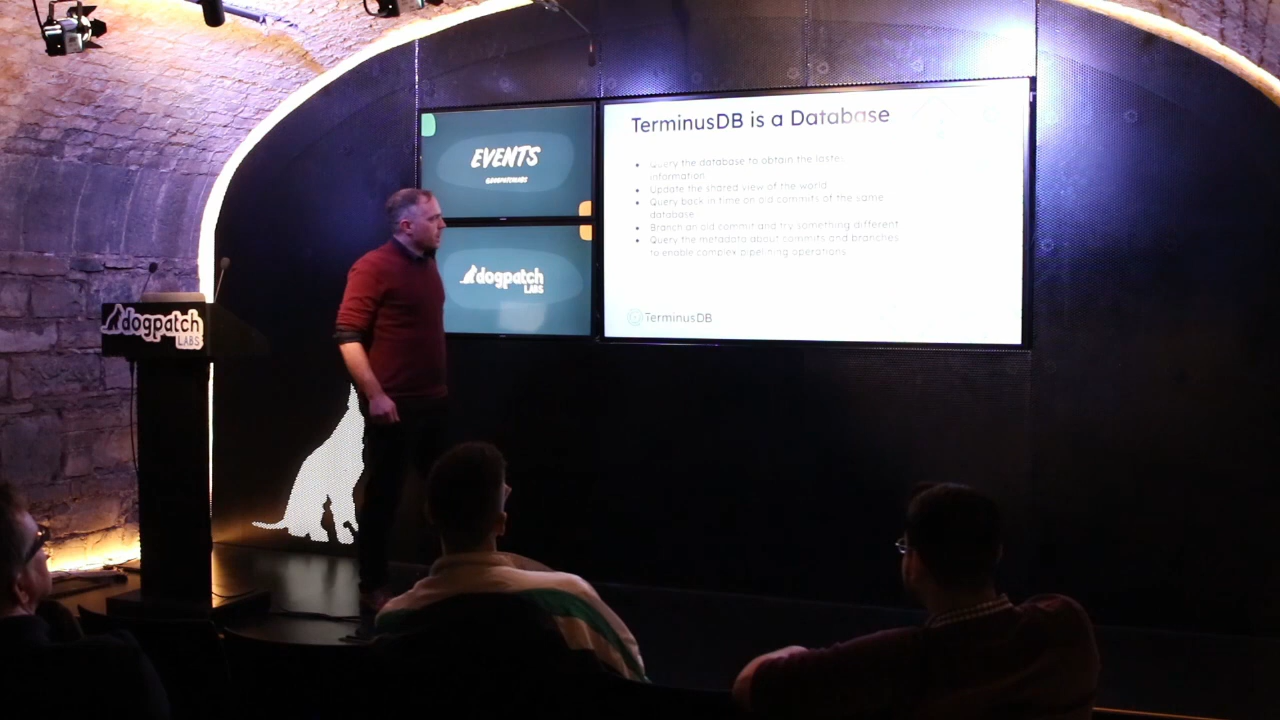 EVENTS
@DOGPATCHLABS
dogpatch
LABS
dogpatch
LABS
TerminusDB is a Database
Query the database to obtain the lastes
information
Update the shared view of the world
Query back in time on old commits of the same
database
Branch an old commit and try something different
Query the metadata about commits and branches
to enable complex pipelining operations
TerminusDB